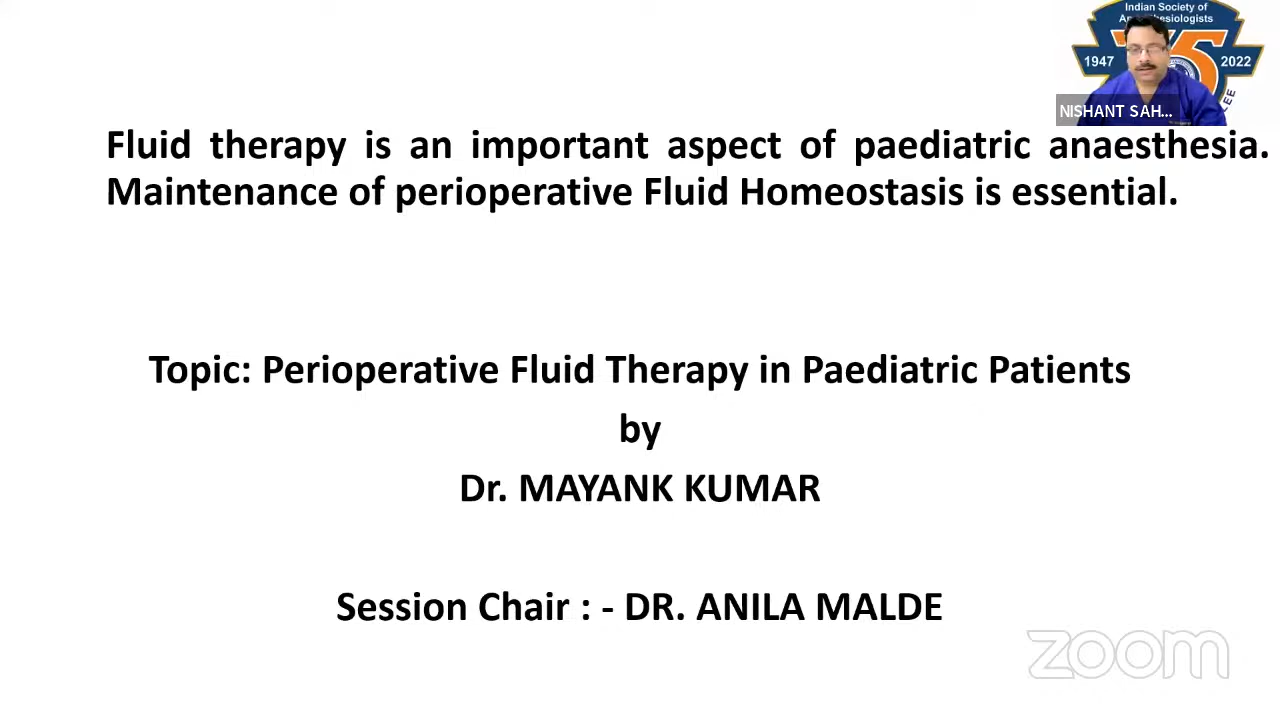 Indian Society of
1947
2022
LEE
NISHANT SAH...
Fluid therapy is an important aspect of paediatric anaesthesia.
Maintenance of perioperative Fluid Homeostasis is essential.
Topic: Perioperative Fluid Therapy in Paediatric Patients
by
Dr. MAYANK KUMAR
Session Chair : - DR. ANILA MALDE
zoom